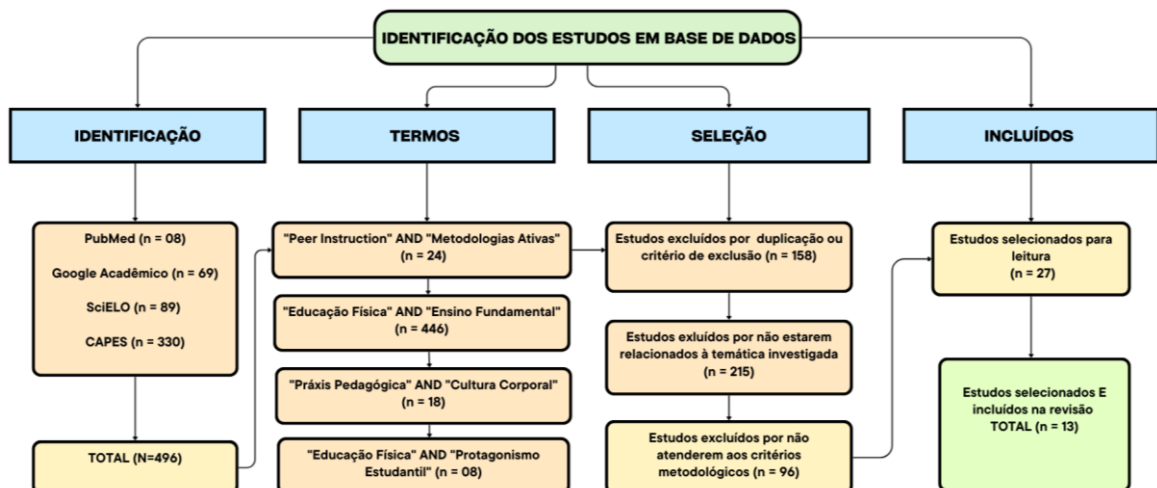 IDENTIFICAÇÃO DOS ESTUDOS EM BASE DE DADOS
IDENTIFICAÇÃO
PubMed (n = 08)
Google Acadêmico (n = 69)
SciELO (n = 89)
CAPES (n = 330)
TOTAL (N=496)
TERMOS
"Peer Instruction" AND "Metodologias Ativas"
(n = 24)
"Educação Física" AND "Ensino Fundamental"
(n = 446)
"Práxis Pedagógica" AND "Cultura Corporal"
(n = 18)
"Educação Física" AND "Protagonismo
Estudantil" (n = 08)
SELEÇÃO
Estudos excluídos por duplicação ou
critério de exclusão (n = 158)
Estudos exluídos por não estarem
relacionados à temática investigada
(n = 215)
Estudos excluídos por não
atenderem aos critérios
metodológicos (n = 96)
INCLUÍDOS
Estudos selecionados para
leitura
(n = 27)
Estudos selecionados E
incluídos na revisão
TOTAL (n = 13)